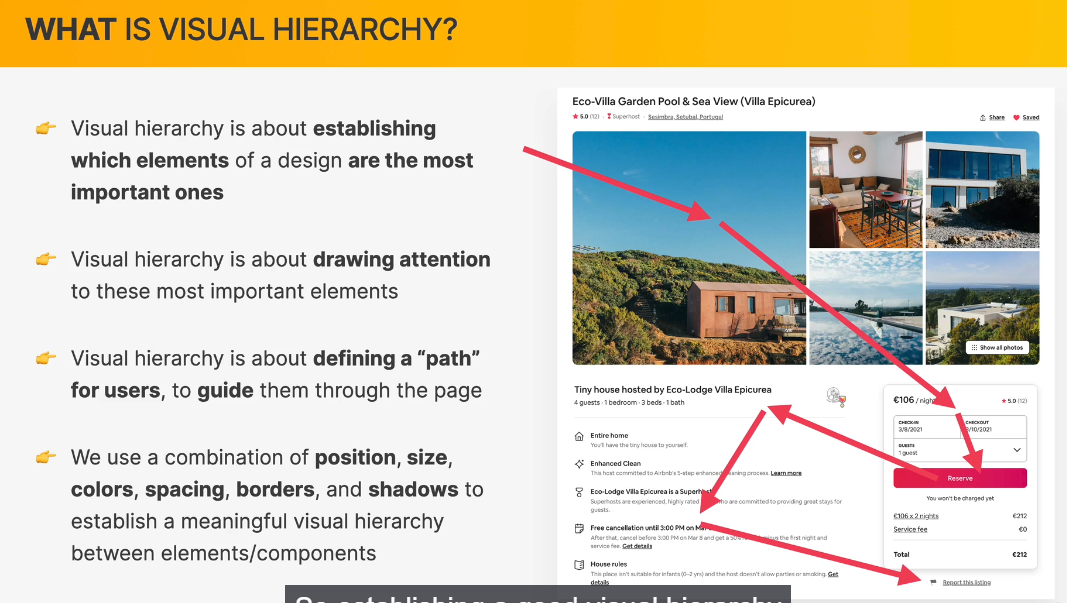 WHAT IS VISUAL HIERARCHY?
Visual hierarchy is about establishing
which elements of a design are the most
important ones
Visual hierarchy is about drawing attention
to these most important elements
Visual hierarchy is about defining a “path”
for users, to guide them through the page
We use a combination of position, size,
colors, spacing, borders, and shadows to
establish a meaningful visual hierarchy
between elements/components
Eco-Villa Garden Pool & Sea View (Villa Epicurea)
5.0 (12) · Superhost · Sesimbra, Setubal, Portugal
Share Saved
Show all photos
Tiny house hosted by Eco-Lodge Villa Epicurea
4 guests · 1 bedroom · 3 beds · 1 bath
Entire home
You'll have the tiny house to yourself.
Enhanced Clean
This host committed to Airbnb's 5-step enhanced cleaning process. Learn more
Eco-Lodge Villa Epicurea is a Superhost
Superhosts are experienced, highly rated who are committed to providing great stays for
guests.
Free cancellation until 3:00 PM on
After that, cancel before 3:00 PM on Mar 8 and get a the first night and
service fee. Get details
House rules
This place isn't suitable for infants (0-2 yrs) and the host doesn't allow parties or smoking. Get
details
€106 / night
5.0 (12)
CHECK-IN CHECKOUT
3/8/2021 3/10/2021
GUESTS
1 guest
Reserve
You won't be charged yet
€106 x 2 nights €212
Service fee €0
Total €212
Report this listing
So establishing a good visual hierarchy